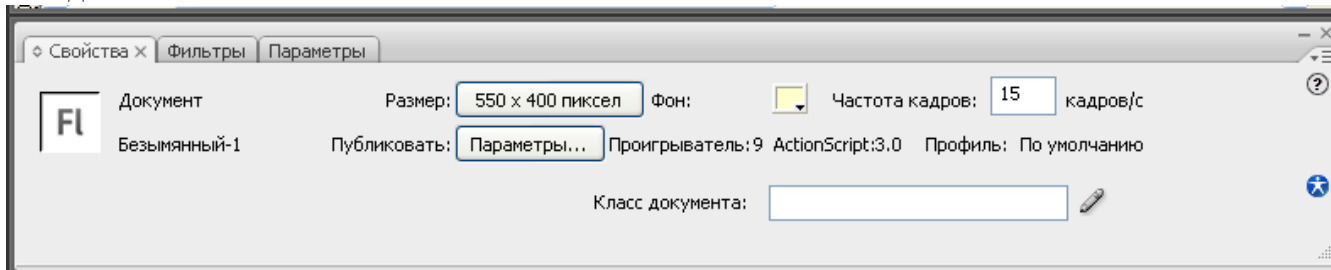 Свойства Фильтры Параметры
Fl Документ Размер: 550 x 400 пиксел Фон: Частота кадров: 15 кадров/с
Безымянный-1 Публиковать: Параметры... Проигрыватель: 9 ActionScript:3.0 Профиль: По умолчанию
Класс документа: